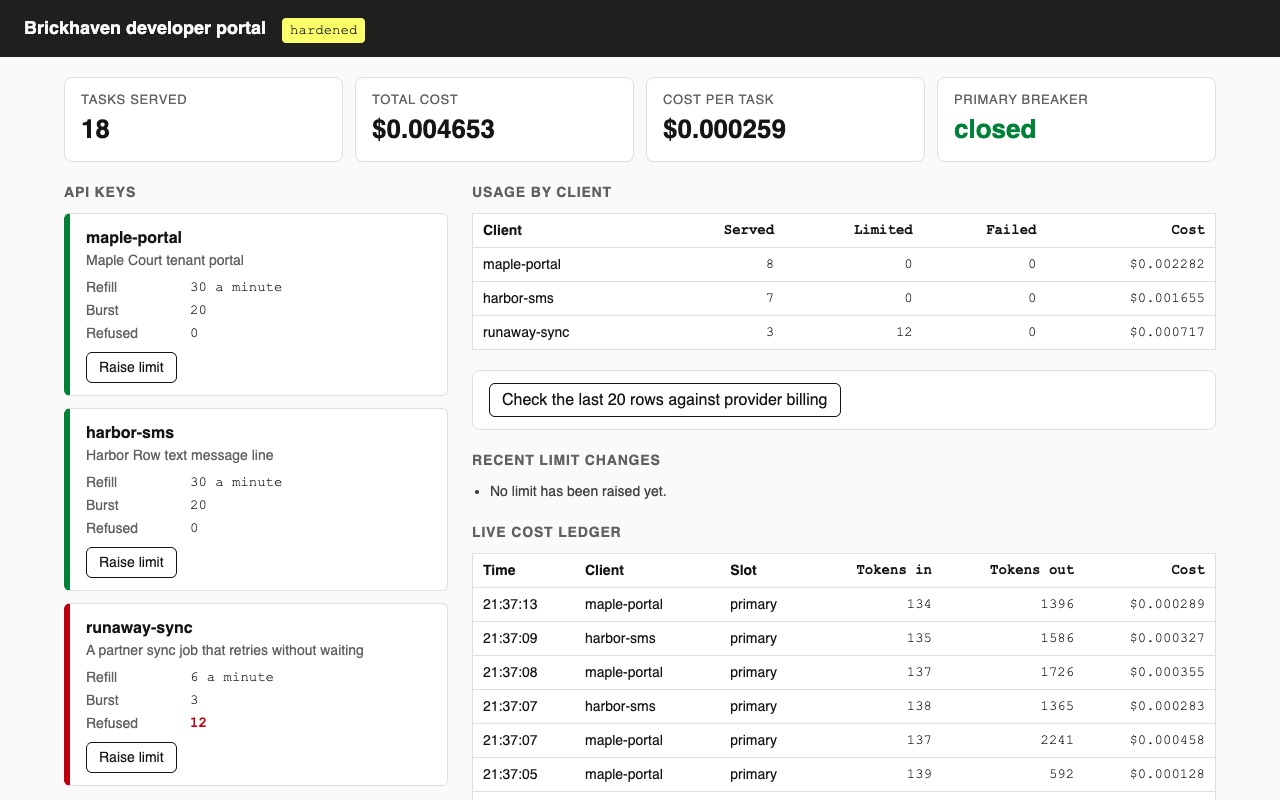 Brickhaven developer portal hardened
TASKS SERVED
18
TOTAL COST
$0.004653
COST PER TASK
$0.000259
PRIMARY BREAKER
closed
API KEYS
maple-portal
Maple Court tenant portal
Refill 30 a minute
Burst 20
Refused 0
Raise limit
harbor-sms
Harbor Row text message line
Refill 30 a minute
Burst 20
Refused 0
Raise limit
runaway-sync
A partner sync job that retries without waiting
Refill 6 a minute
Burst 3
Refused 12
Raise limit
USAGE BY CLIENT
Client Served Limited Failed Cost
maple-portal 8 0 0 $0.002282
harbor-sms 7 0 0 $0.001655
runaway-sync 3 12 0 $0.000717
Check the last 20 rows against provider billing
RECENT LIMIT CHANGES
• No limit has been raised yet.
LIVE COST LEDGER
Time Client Slot Tokens in Tokens out Cost
21:37:13 maple-portal primary 134 1396 $0.000289
21:37:09 harbor-sms primary 135 1586 $0.000327
21:37:08 maple-portal primary 137 1726 $0.000355
21:37:07 harbor-sms primary 138 1365 $0.000283
21:37:07 maple-portal primary 137 2241 $0.000458
21:37:05 maple-portal primary 139 592 $0.000128